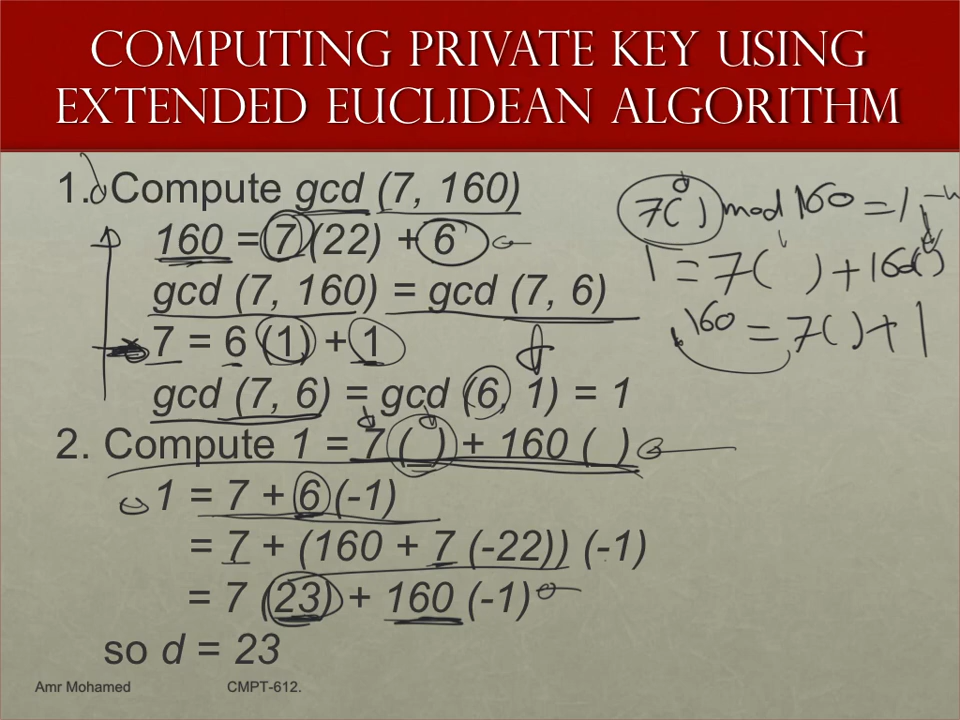 COMPUTING PRIVATE KEY USING
EXTENDED EUCLIDEAN ALGORITHM
1. Compute gcd (7, 160)
160 = 7 (22) + 6
gcd (7, 160) = gcd (7, 6)
7 = 6 (1) + 1
gcd (7, 6) = gcd (6, 1) = 1
2. Compute 1 = 7 (_) + 160 (_)
1 = 7 + 6 (-1)
= 7 + (160 + 7 (-22)) (-1)
= 7 (23) + 160 (-1)
so d = 23
7( ) mod 160 = 1
1 = 7( ) + 160( )
160 = 7( ) + 1
Amr Mohamed
CMPT-612.